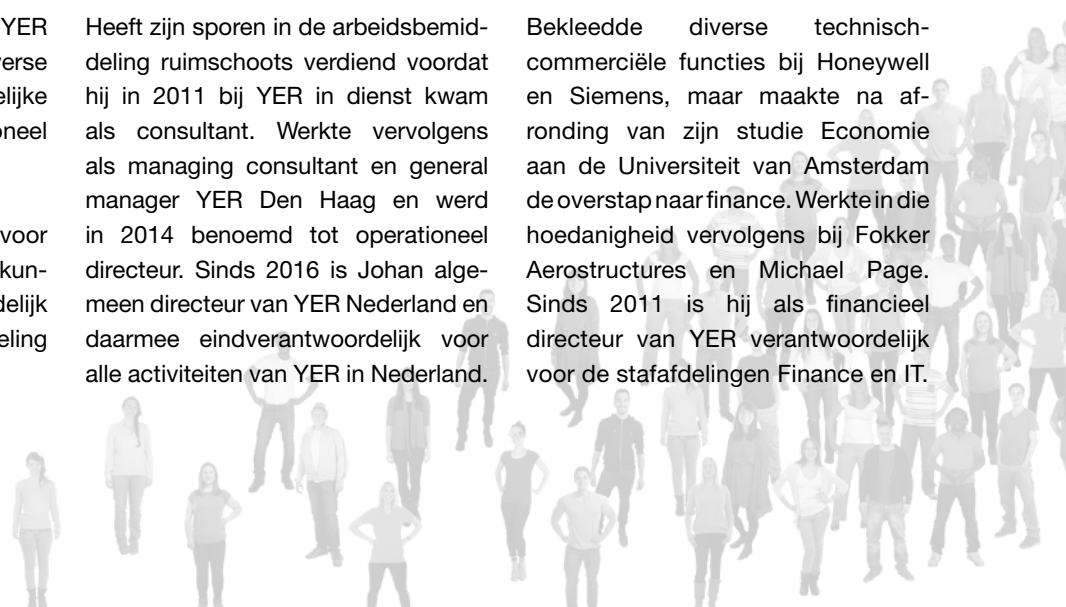 YER
verse
elijke
oneel
voor
kun-
delijk
eling
Heeft zijn sporen in de arbeidsbemid-
deling ruimschoots verdiend voordat
hij in 2011 bij YER in dienst kwam
als consultant. Werkte vervolgens
als managing consultant en general
manager YER Den Haag en werd
in 2014 benoemd tot operationeel
directeur. Sinds 2016 is Johan alge-
meen directeur van YER Nederland en
daarmee eindverantwoordelijk voor
alle activiteiten van YER in Nederland.
Bekleedde diverse technisch-
commerciële functies bij Honeywell
en Siemens, maar maakte na af-
ronding van zijn studie Economie
aan de Universiteit van Amsterdam
de overstap naar finance. Werkte in die
hoedanigheid vervolgens bij Fokker
Aerostructures en Michael Page.
Sinds 2011 is hij als financieel
directeur van YER verantwoordelijk
voor de stafafdelingen Finance en IT.